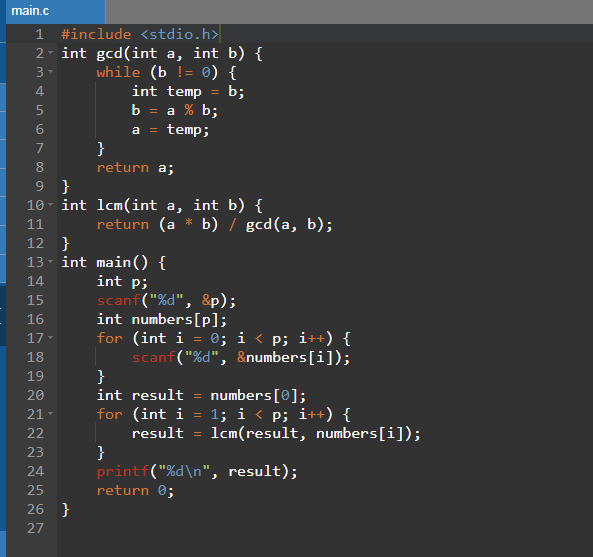 main.c
1 #include <stdio.h>
2 int gcd(int a, int b) {
3     while (b != 0) {
4         int temp = b;
5         b = a % b;
6         a = temp;
7     }
8     return a;
9 }
10 int lcm(int a, int b) {
11     return (a * b) / gcd(a, b);
12 }
13 int main() {
14     int p;
15     scanf("%d", &p);
16     int numbers[p];
17     for (int i = 0; i < p; i++) {
18         scanf("%d", &numbers[i]);
19     }
20     int result = numbers[0];
21     for (int i = 1; i < p; i++) {
22         result = lcm(result, numbers[i]);
23     }
24     printf("%d\n", result);
25     return 0;
26 }
27